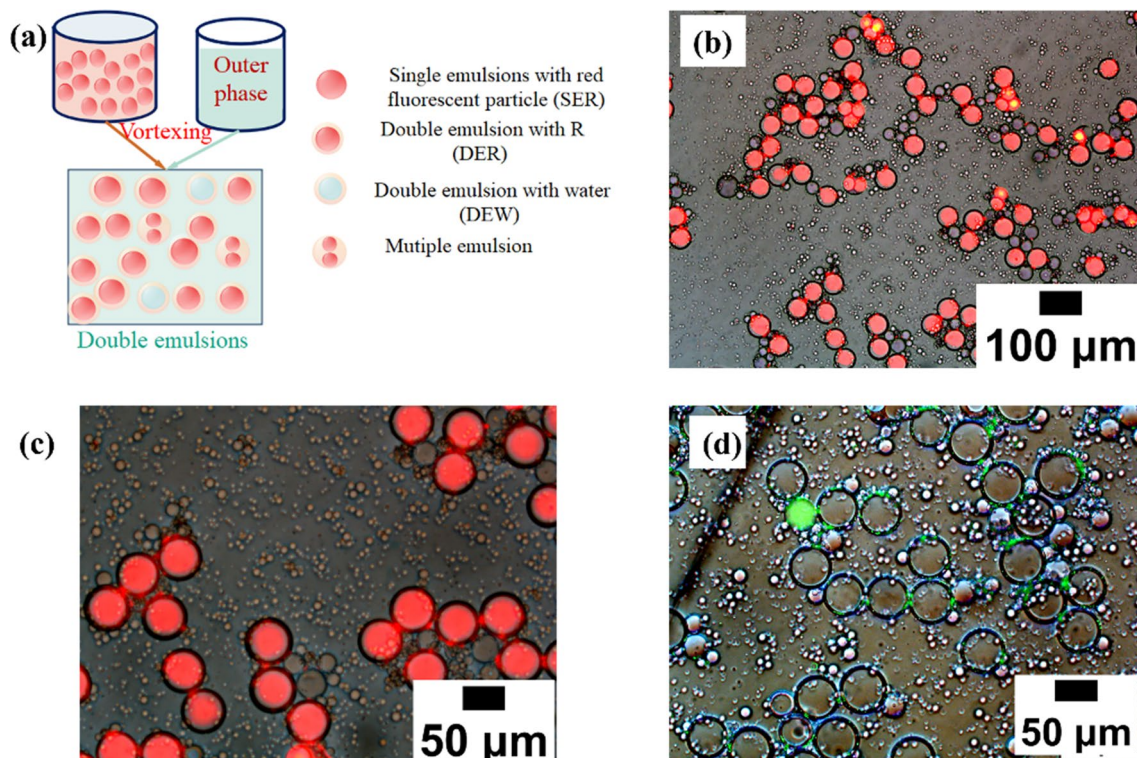 (a)
Outer
phase
Vortexing
Double emulsions
Single emulsions with red
fluorescent particle (SER)
Double emulsion with R
(DER)
Double emulsion with water
(DEW)
Mutiple emulsion
(b)
100 μm
(c)
50 μm
(d)
50 μm